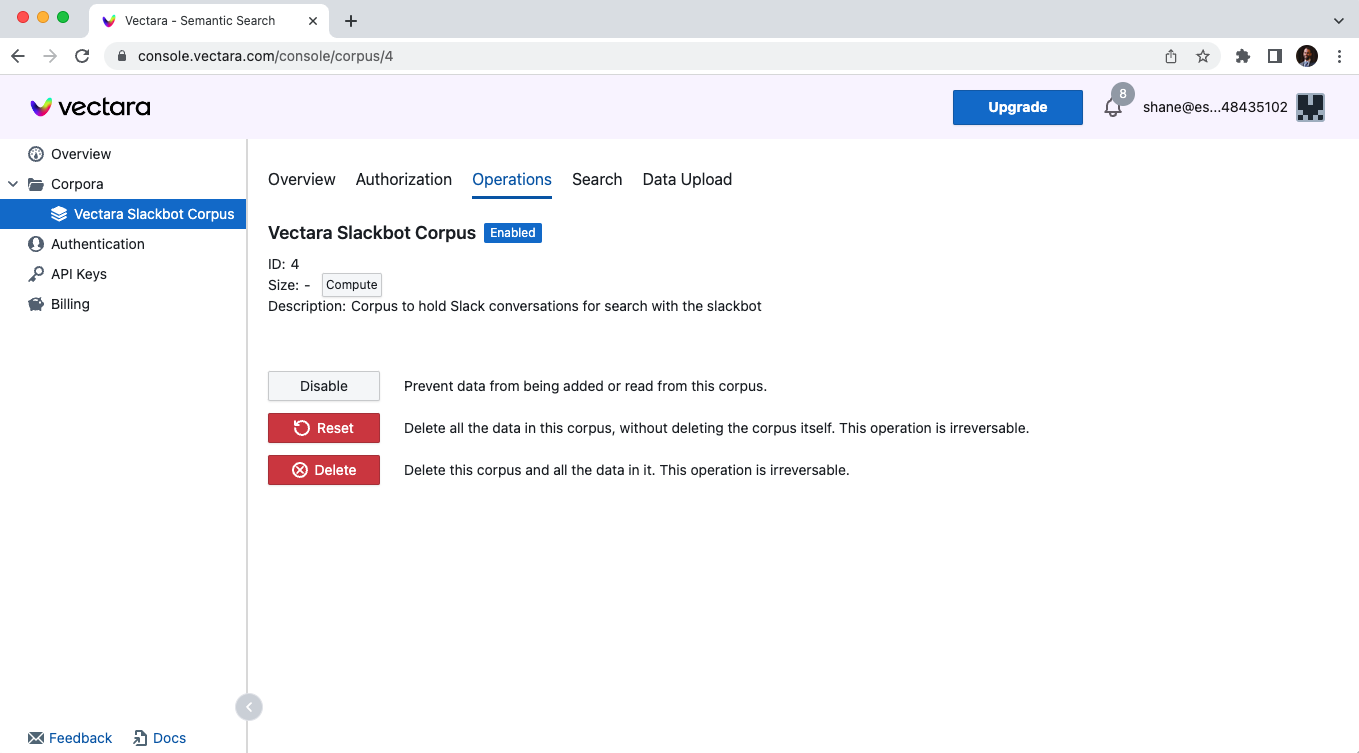 Vectara - Semantic Search
console.vectara.com/console/corpus/4
vectara
Upgrade
8
shane@es...48435102
Overview
Corpora
Vectara Slackbot Corpus
Authentication
API Keys
Billing
Overview Authorization Operations Search Data Upload
Vectara Slackbot Corpus Enabled
ID: 4
Size: - Compute
Description: Corpus to hold Slack conversations for search with the slackbot
Disable Prevent data from being added or read from this corpus.
Reset Delete all the data in this corpus, without deleting the corpus itself. This operation is irreversable.
Delete Delete this corpus and all the data in it. This operation is irreversable.
Feedback Docs